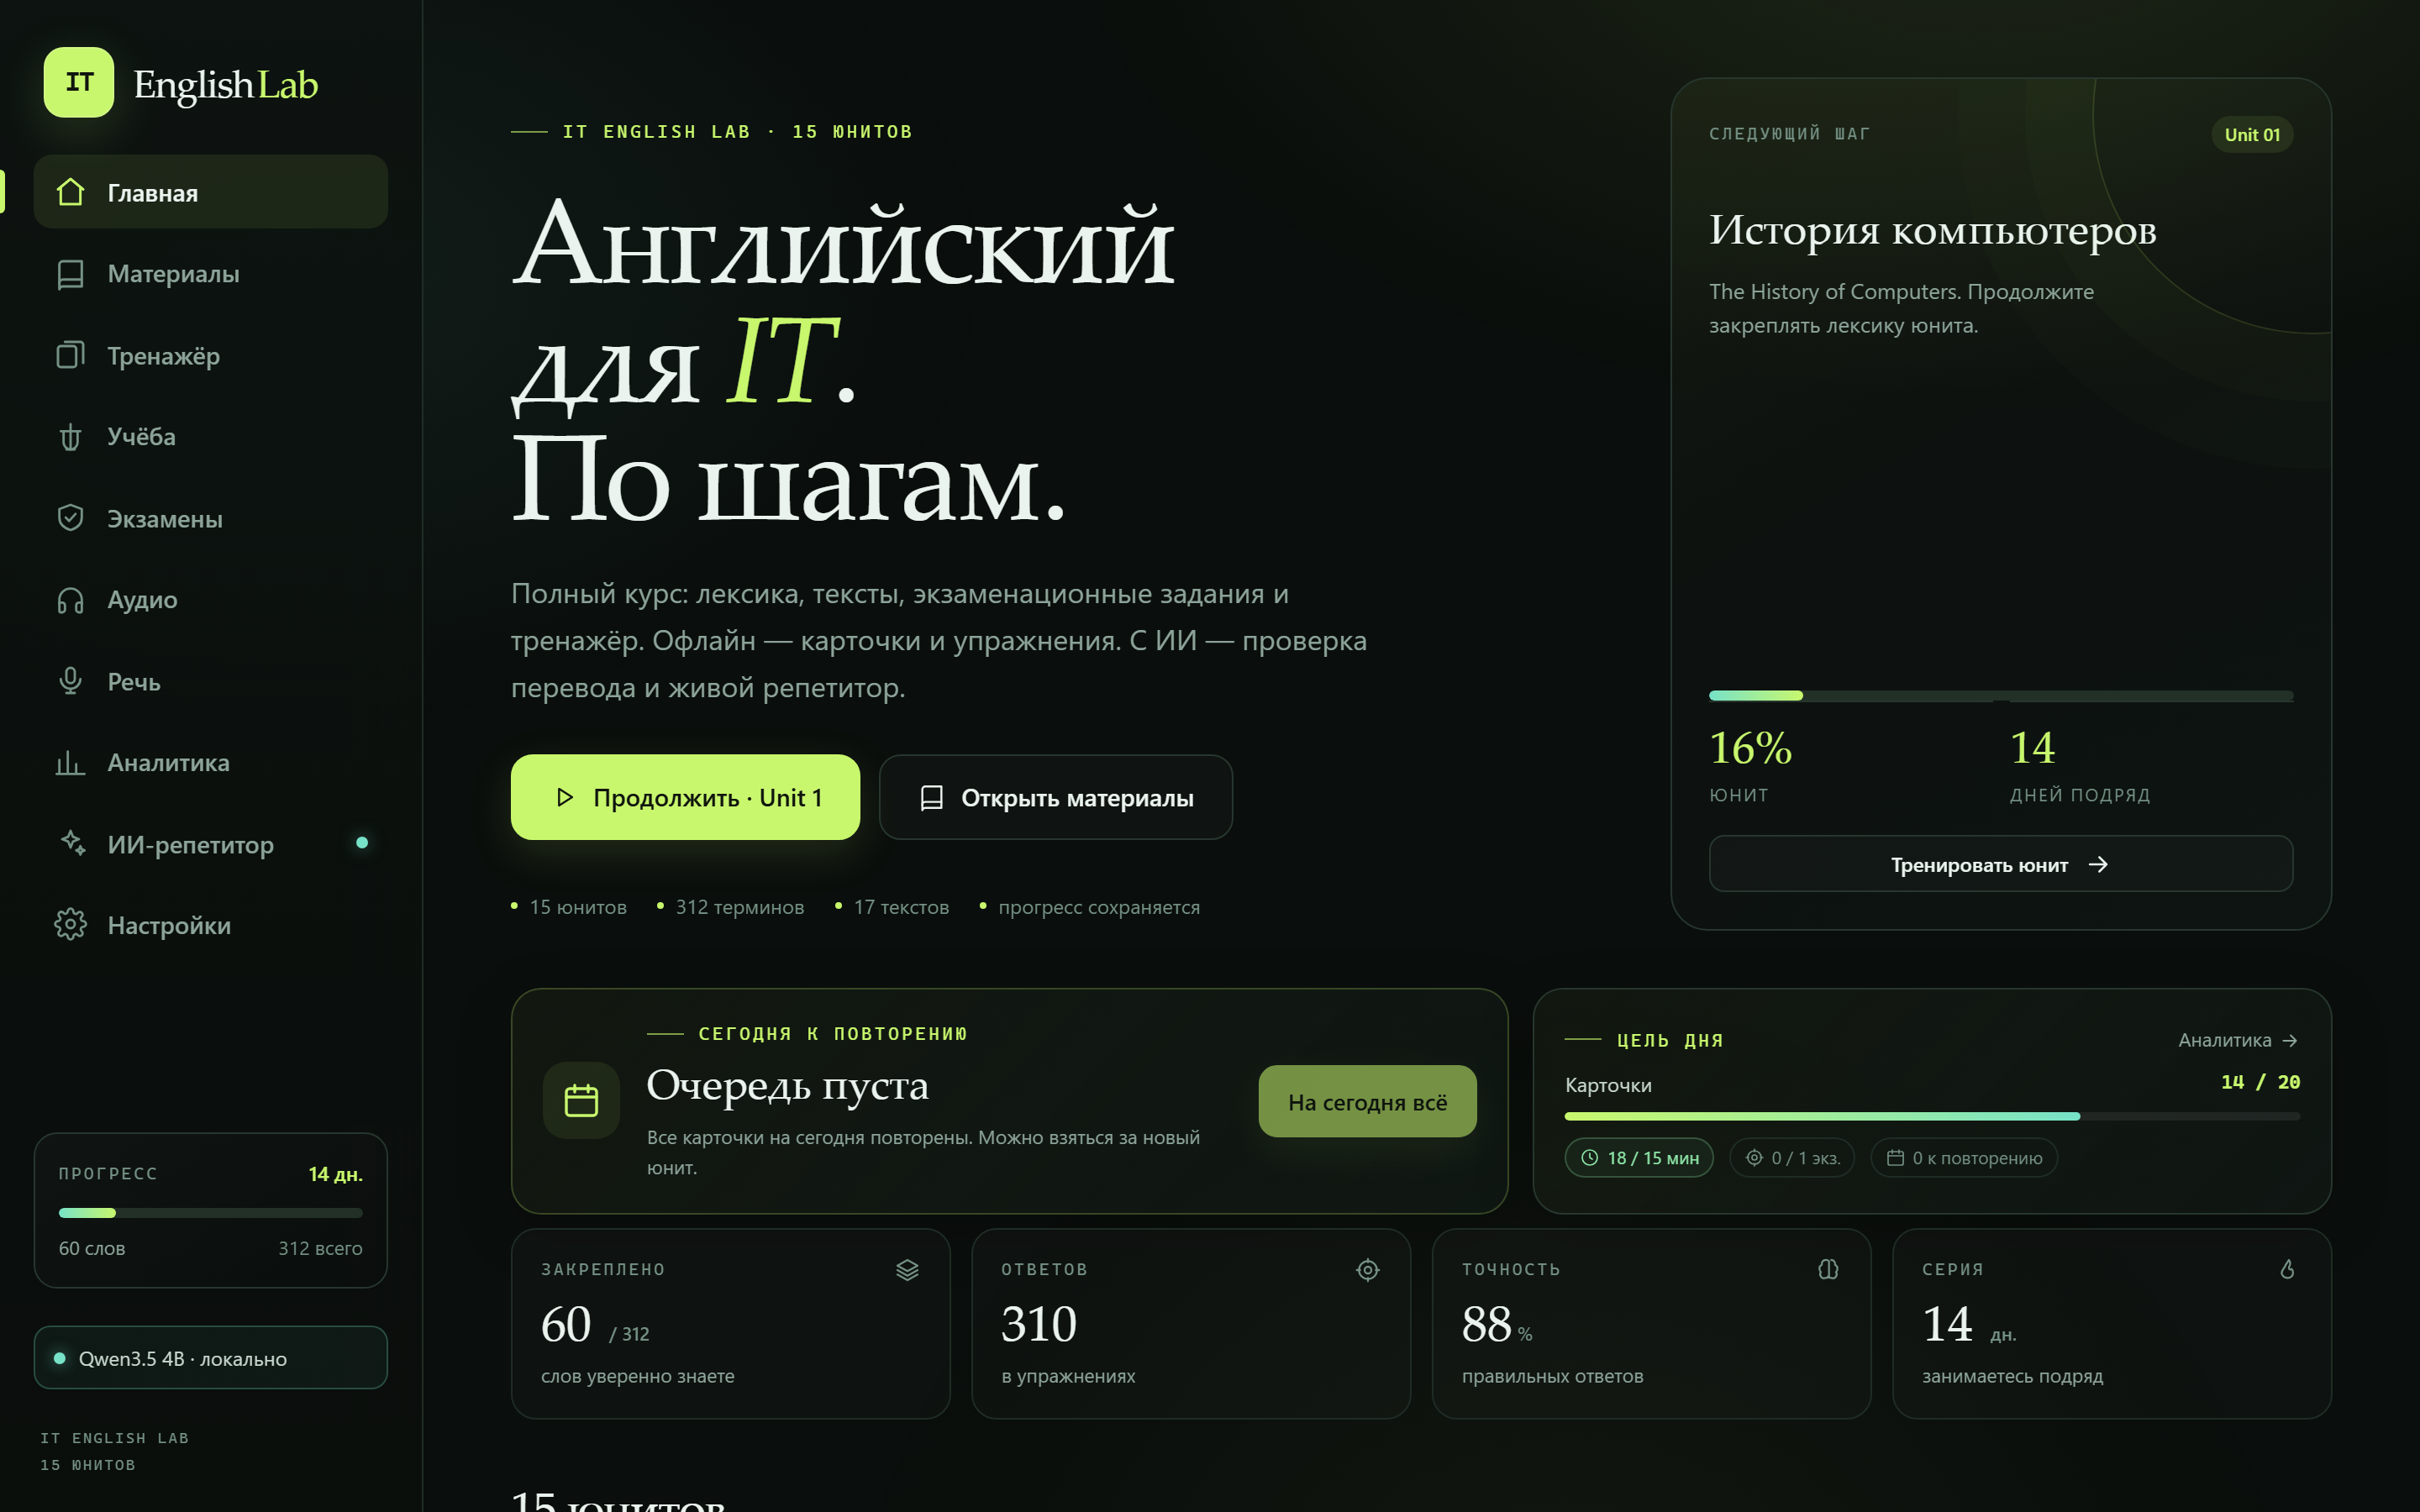 IT EnglishLab
Главная
Материалы
Тренажёр
Учёба
Экзамены
Аудио
Речь
Аналитика
ИИ-репетитор
Настройки
ПРОГРЕСС 14 дн.
60 слов 312 всего
Qwen3.5 4B · локально
IT ENGLISH LAB
15 ЮНИТОВ
IT ENGLISH LAB · 15 ЮНИТОВ
Английский
для IT.
По шагам.
Полный курс: лексика, тексты, экзаменационные задания и
тренажёр. Офлайн — карточки и упражнения. С ИИ — проверка
перевода и живой репетитор.
Продолжить · Unit 1 Открыть материалы
15 юнитов 312 терминов 17 текстов прогресс сохраняется
СЛЕДУЮЩИЙ ШАГ Unit 01
История компьютеров
The History of Computers. Продолжите
закреплять лексику юнита.
16% 14
ЮНИТ ДНЕЙ ПОДРЯД
Тренировать юнит →
СЕГОДНЯ К ПОВТОРЕНИЮ
Очередь пуста
Все карточки на сегодня повторены. Можно взяться за новый
юнит.
На сегодня всё
ЦЕЛЬ ДНЯ Аналитика →
Карточки 14 / 20
18 / 15 мин 0 / 1 экз. 0 к повторению
ЗАКРЕПЛЕНО
60 / 312
слов уверенно знаете
ОТВЕТОВ
310
в упражнениях
ТОЧНОСТЬ
88 %
правильных ответов
СЕРИЯ
14 дн.
занимаетесь подряд
15 юнитов